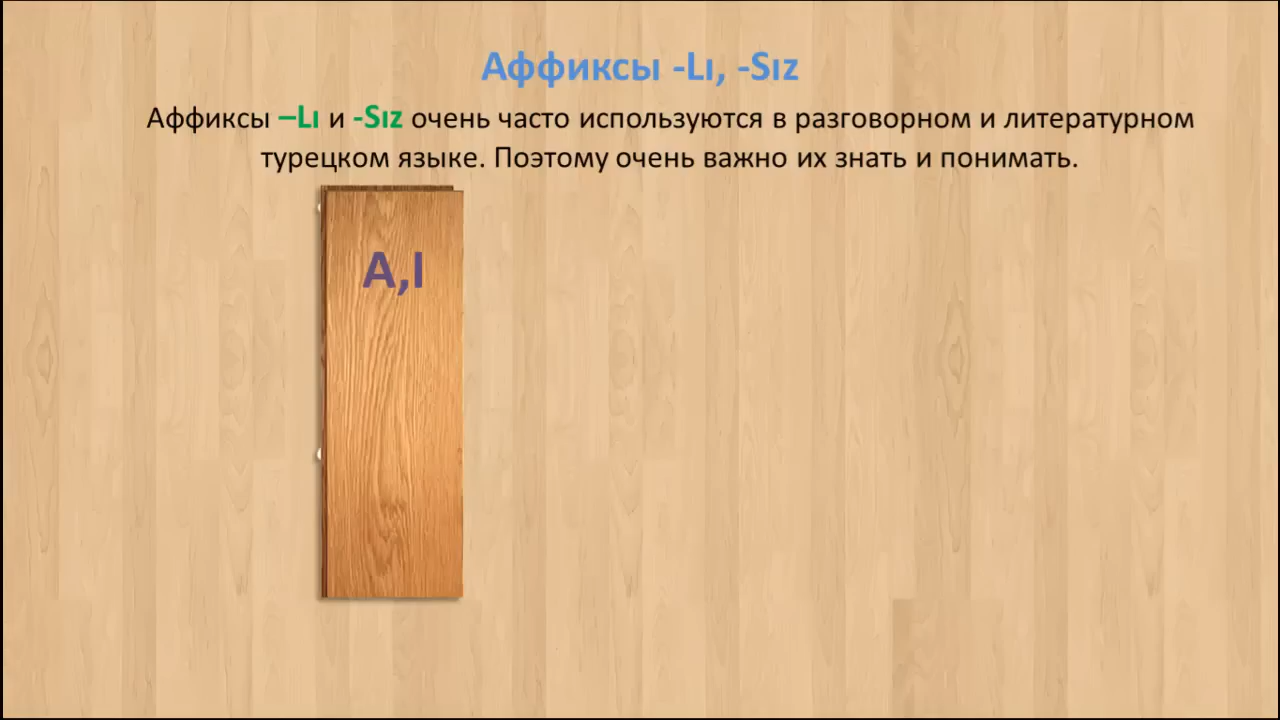 Аффиксы -Lı, -Sız
Аффиксы –Lı и -Sız очень часто используются в разговорном и литературном
турецком языке. Поэтому очень важно их знать и понимать.
A,I